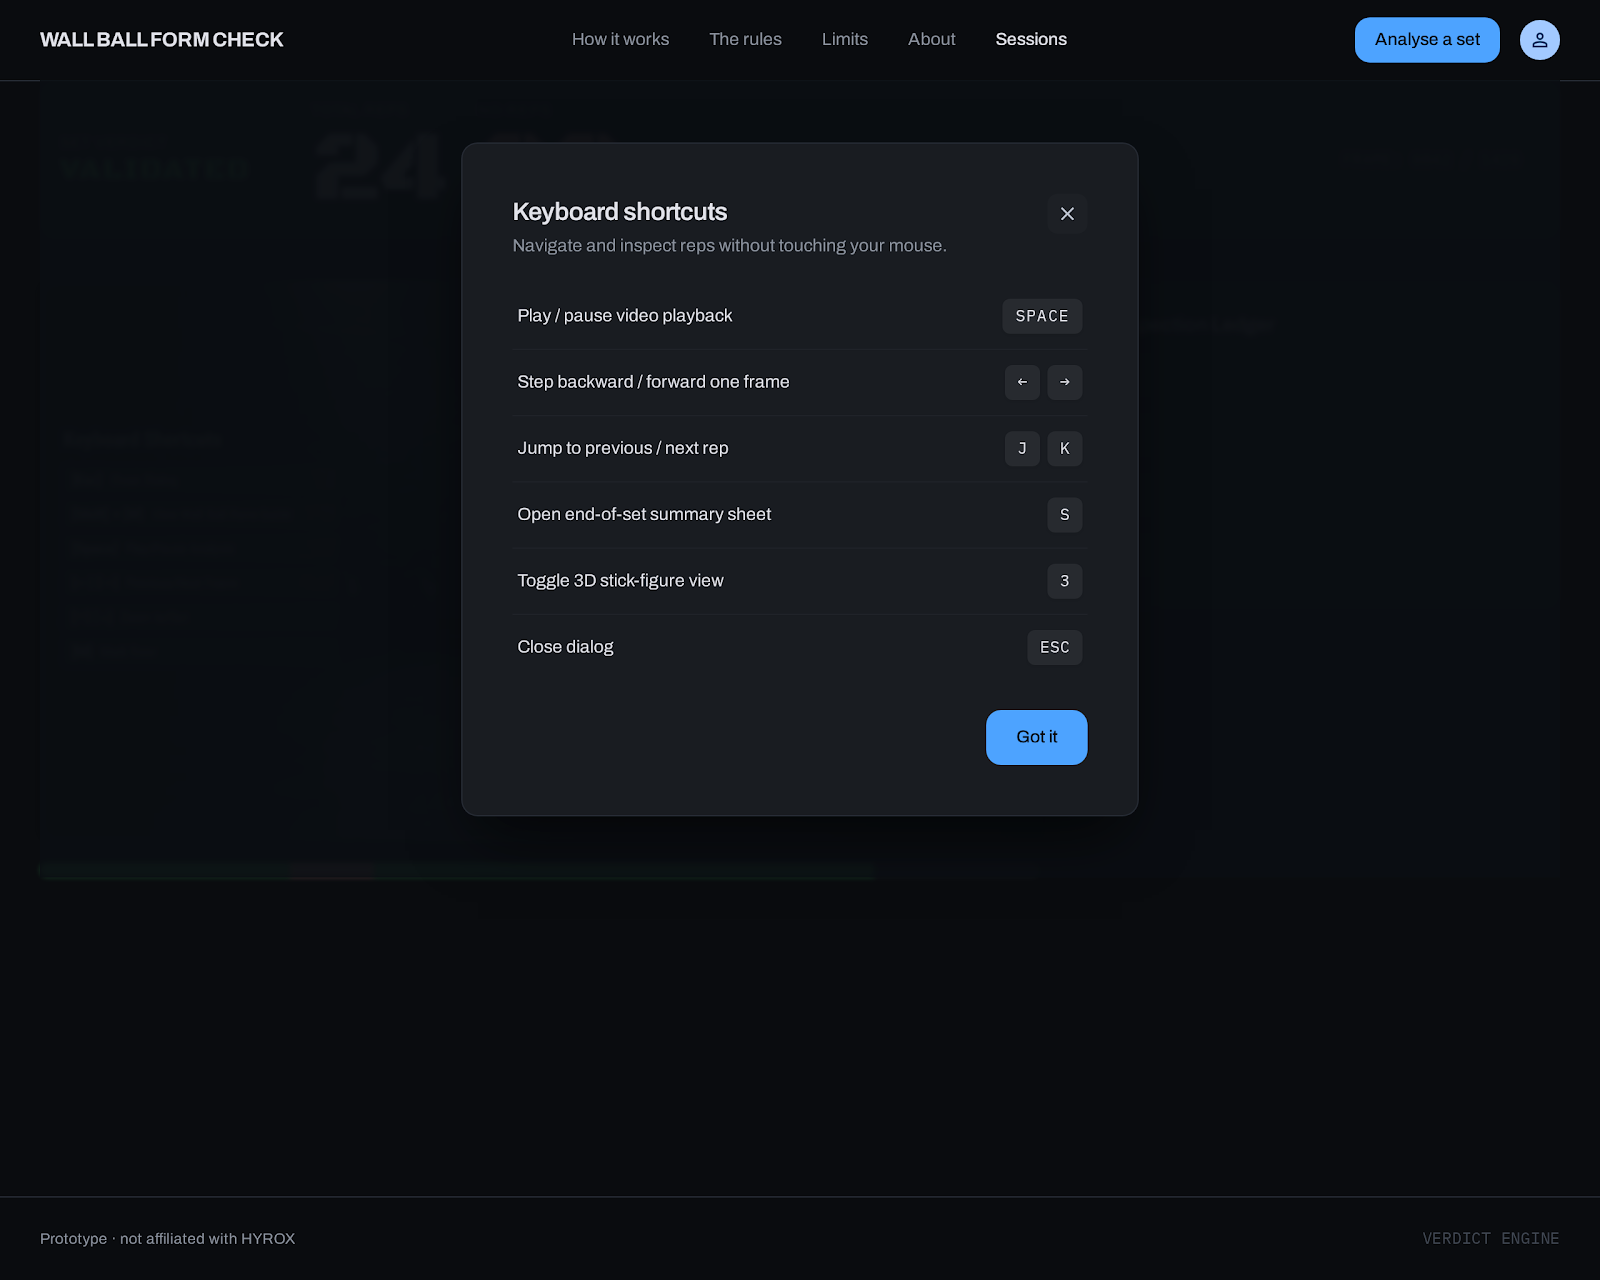 WALL BALL FORM CHECK
How it works The rules Limits About Sessions
Analyse a set
VALIDATED
24
Keyboard shortcuts
Navigate and inspect reps without touching your mouse.
Play / pause video playback SPACE
Step backward / forward one frame ← →
Jump to previous / next rep J K
Open end-of-set summary sheet S
Toggle 3D stick-figure view 3
Close dialog ESC
Got it
Prototype · not affiliated with HYROX
VERDICT ENGINE